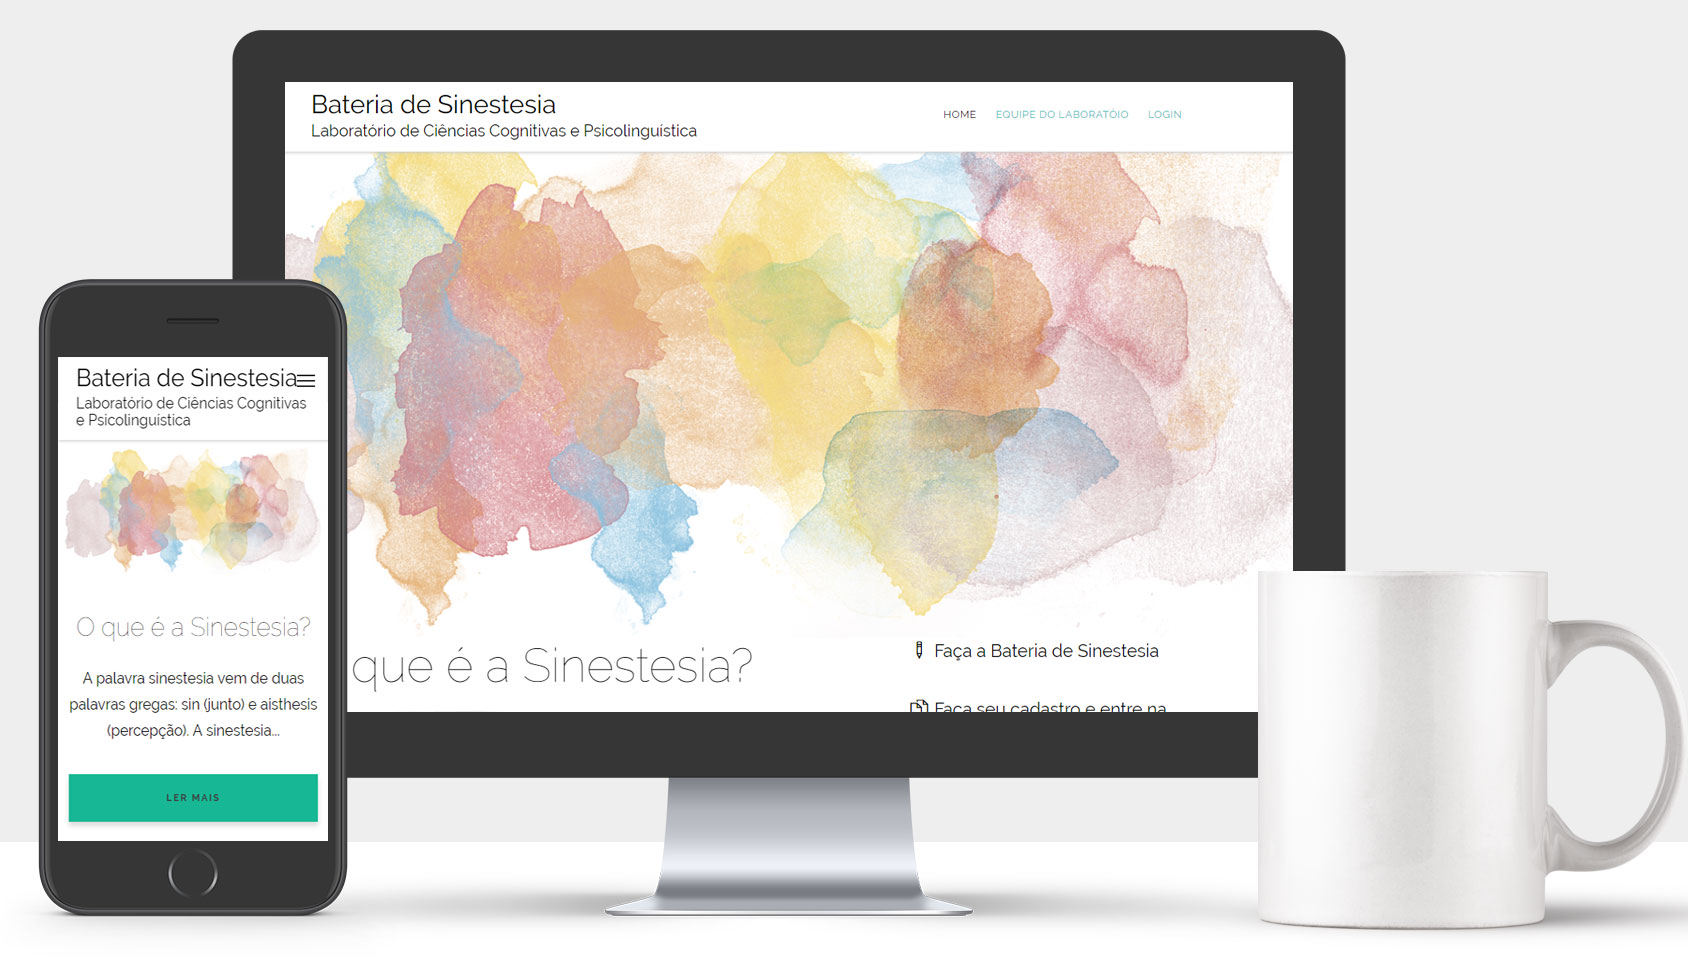 Bateria de Sinestesia
Laboratório de Ciências Cognitivas e Psicolinguística
HOME EQUIPE DO LABORATÓIO LOGIN
que é a Sinestesia?
Faça a Bateria de Sinestesia
Faça seu cadastro e entre na
Bateria de Sinestesia
Laboratório de Ciências Cognitivas
e Psicolinguística
O que é a Sinestesia?
A palavra sinestesia vem de duas
palavras gregas: sin (junto) e aisthesis
(percepção). A sinestesia...
LER MAIS